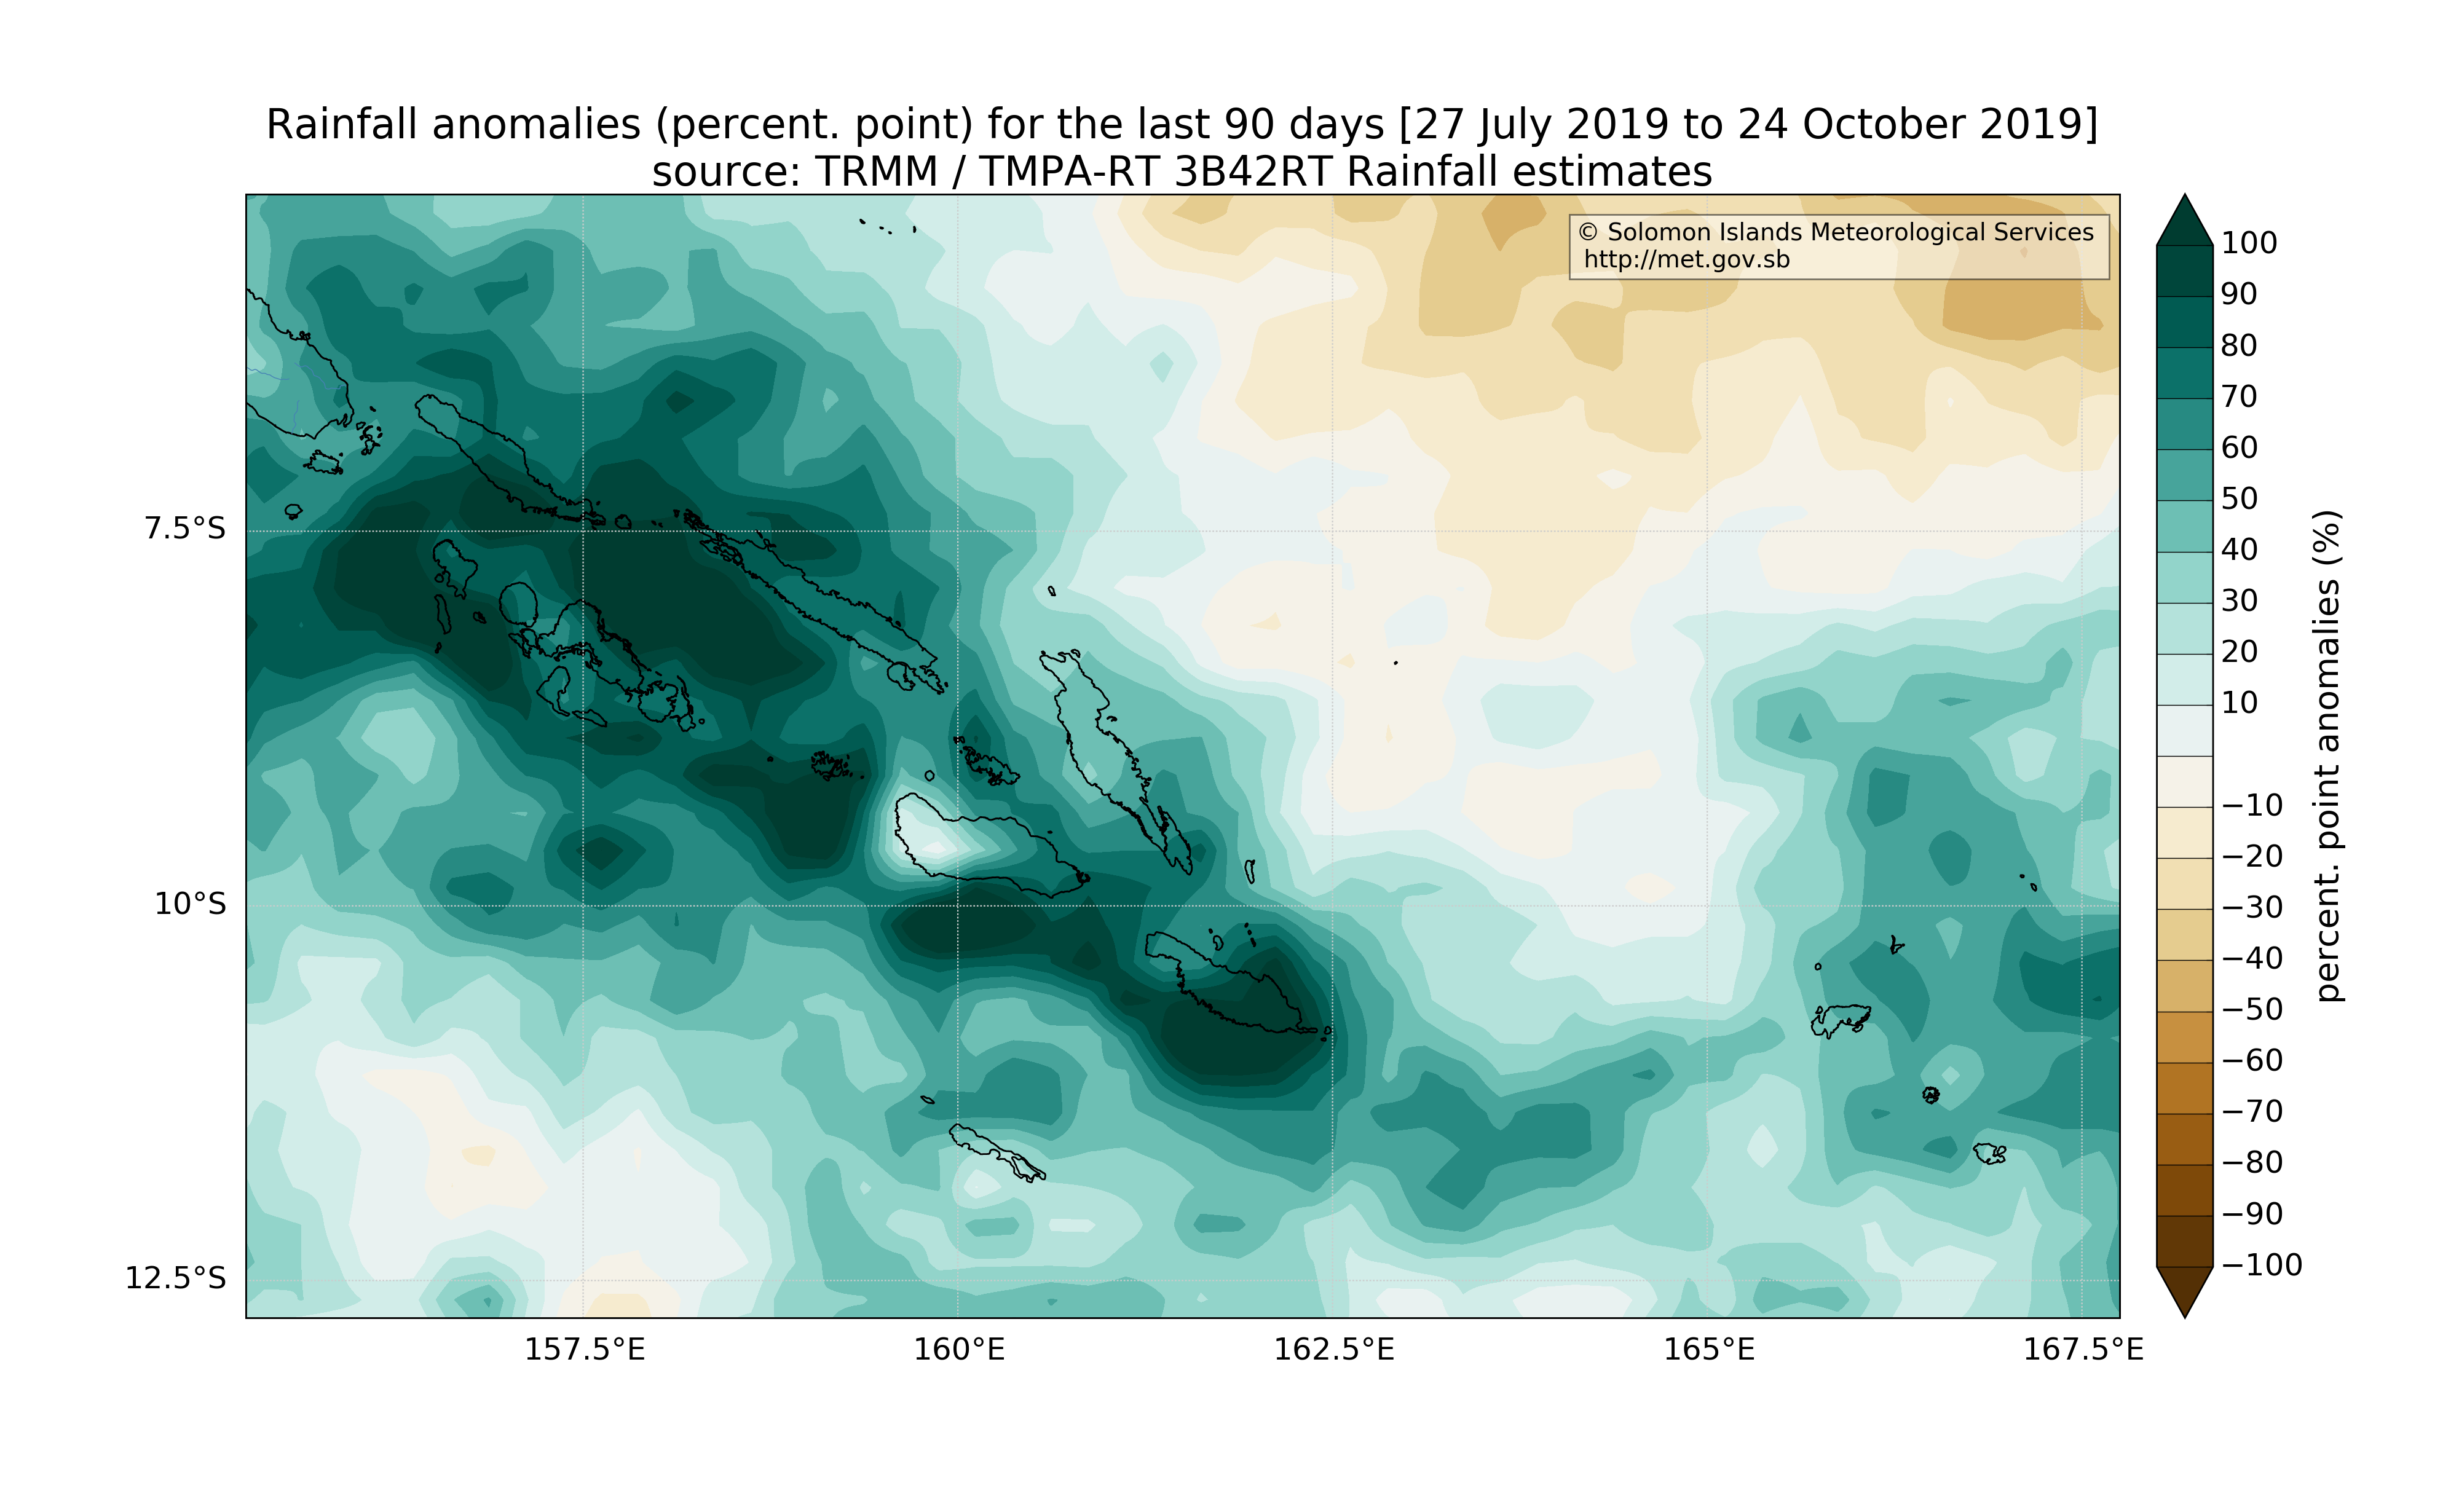 Rainfall anomalies (percent. point) for the last 90 days [27 July 2019 to 24 October 2019]
source: TRMM / TMPA-RT 3B42RT Rainfall estimates
© Solomon Islands Meteorological Services
http://met.gov.sb
7.5°S
10°S
12.5°S
157.5°E
160°E
162.5°E
165°E
167.5°E
100
90
80
70
60
50
40
30
20
10
−10
−20
−30
−40
−50
−60
−70
−80
−90
−100
percent. point anomalies (%)